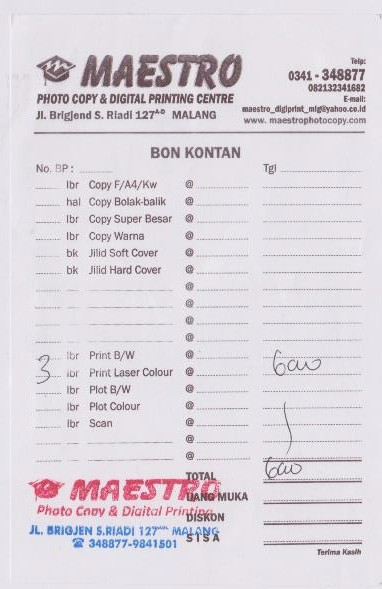 MAESTRO
PHOTO COPY & DIGITAL PRINTING CENTRE
Jl. Brigjend S. Riadi 127 A-D MALANG
Telp:
0341 - 348877
082132341682
E-mail:
maestro_digiprint_mlg@yahoo.co.id
www. maestrophotocopy.com
BON KONTAN
No. BP : Tgl
lbr Copy F/A4/Kw @
hal Copy Bolak-balik @
lbr Copy Super Besar @
lbr Copy Warna @
bk Jilid Soft Cover @
bk Jilid Hard Cover @
@
@
@
@
lbr Print B/W @
3 lbr Print Laser Colour @ 6000
lbr Plot B/W @
lbr Plot Colour @
lbr Scan @
@
@
TOTAL 6000
UANG MUKA
DISKON
SISA
Terima Kasih
MAESTRO
Photo Copy & Digital Printing
JL. BRIGJEN S.RIADI 127 MALANG
☎ 348877-9841501